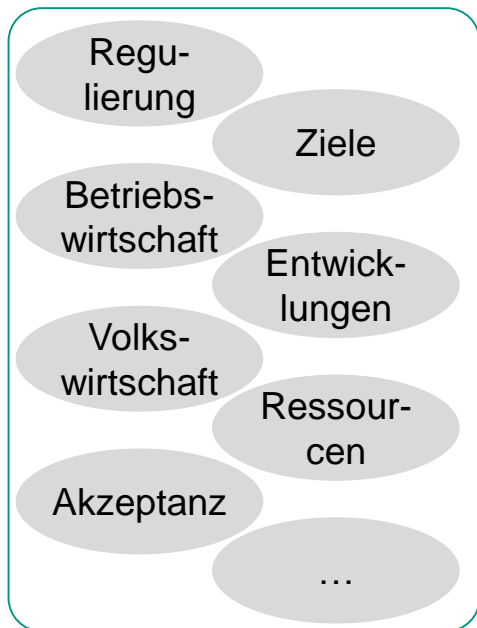 Regu-
lierung
Ziele
Betriebs-
wirtschaft
Entwick-
lungen
Volks-
wirtschaft
Ressour-
cen
Akzeptanz
…